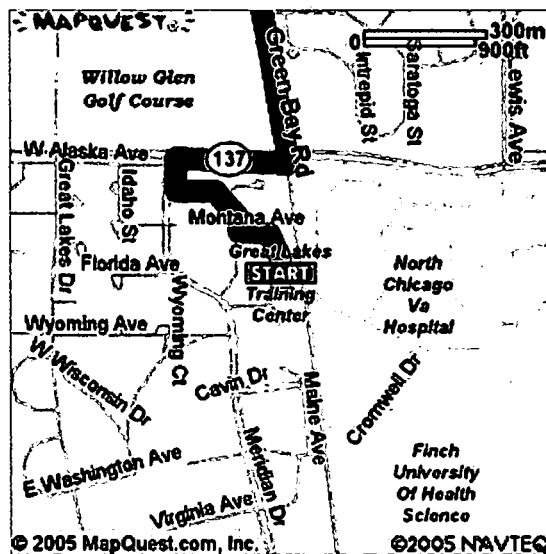 MAPQUEST
300m
0
900ft
Green Bay Rd
Intrepid St
Saratoga St
Lewis Ave
Willow Glen
Golf Course
W. Alaska Ave
137
Great Lakes Dr
Idaho St
Montana Ave
Great Lakes
START
Training
Center
Florida Ave
North
Chicago
Va
Hospital
Wyoming Ave
Wyoming Ct
W. Wisconsin Dr
Cavin Dr
Maine Ave
Cromwell Dr
Meridian Dr
E Washington Ave
Virginia Ave
Finch
University
Of Health
Science
© 2005 MapQuest.com, Inc.
©2005 NAVTEQ